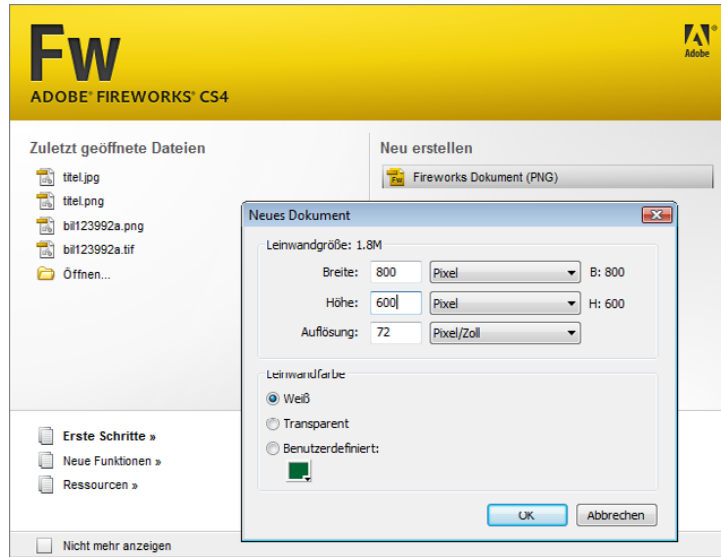 Fw
Adobe
ADOBE® FIREWORKS® CS4
Zuletzt geöffnete Dateien
titel.jpg
titel.png
bil123992a.png
bil123992a.tif
Öffnen...
Neu erstellen
Fireworks Dokument (PNG)
Neues Dokument
Leinwandgröße: 1.8M
Breite: 800 Pixel B: 800
Höhe: 600 Pixel H: 600
Auflösung: 72 Pixel/Zoll
Leinwandfarbe
Weiß
Transparent
Benutzerdefiniert:
OK Abbrechen
Erste Schritte »
Neue Funktionen »
Ressourcen »
Nicht mehr anzeigen